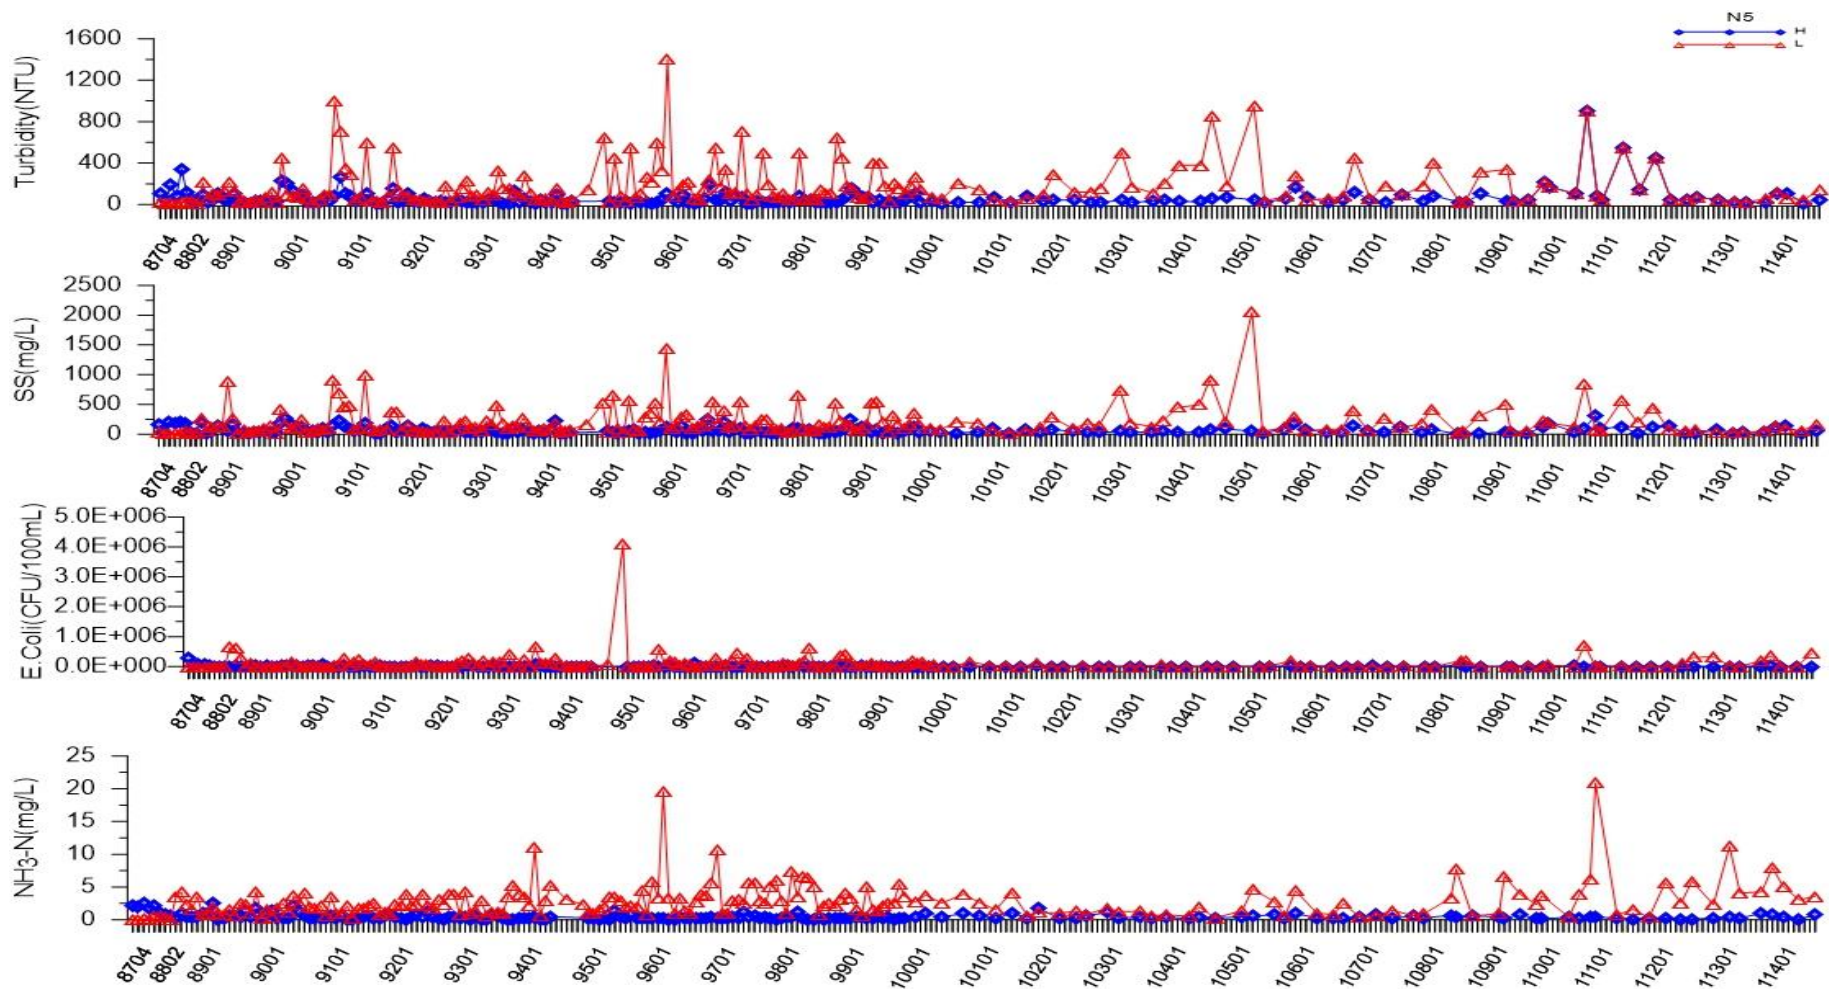 N5
H
L
Turbidity(NTU)
1600
1200
800
400
0
8704 8802 8901 9001 9101 9201 9301 9401 9501 9601 9701 9801 9901 10001 10101 10201 10301 10401 10501 10601 10701 10801 10901 11001 11101 11201 11301 11401
SS(mg/L)
2500
2000
1500
1000
500
0
8704 8802 8901 9001 9101 9201 9301 9401 9501 9601 9701 9801 9901 10001 10101 10201 10301 10401 10501 10601 10701 10801 10901 11001 11101 11201 11301 11401
E.Coli(CFU/100mL)
5.0E+006
4.0E+006
3.0E+006
2.0E+006
1.0E+006
0.0E+000
8704 8802 8901 9001 9101 9201 9301 9401 9501 9601 9701 9801 9901 10001 10101 10201 10301 10401 10501 10601 10701 10801 10901 11001 11101 11201 11301 11401
NH3-N(mg/L)
25
20
15
10
5
0
8704 8802 8901 9001 9101 9201 9301 9401 9501 9601 9701 9801 9901 10001 10101 10201 10301 10401 10501 10601 10701 10801 10901 11001 11101 11201 11301 11401